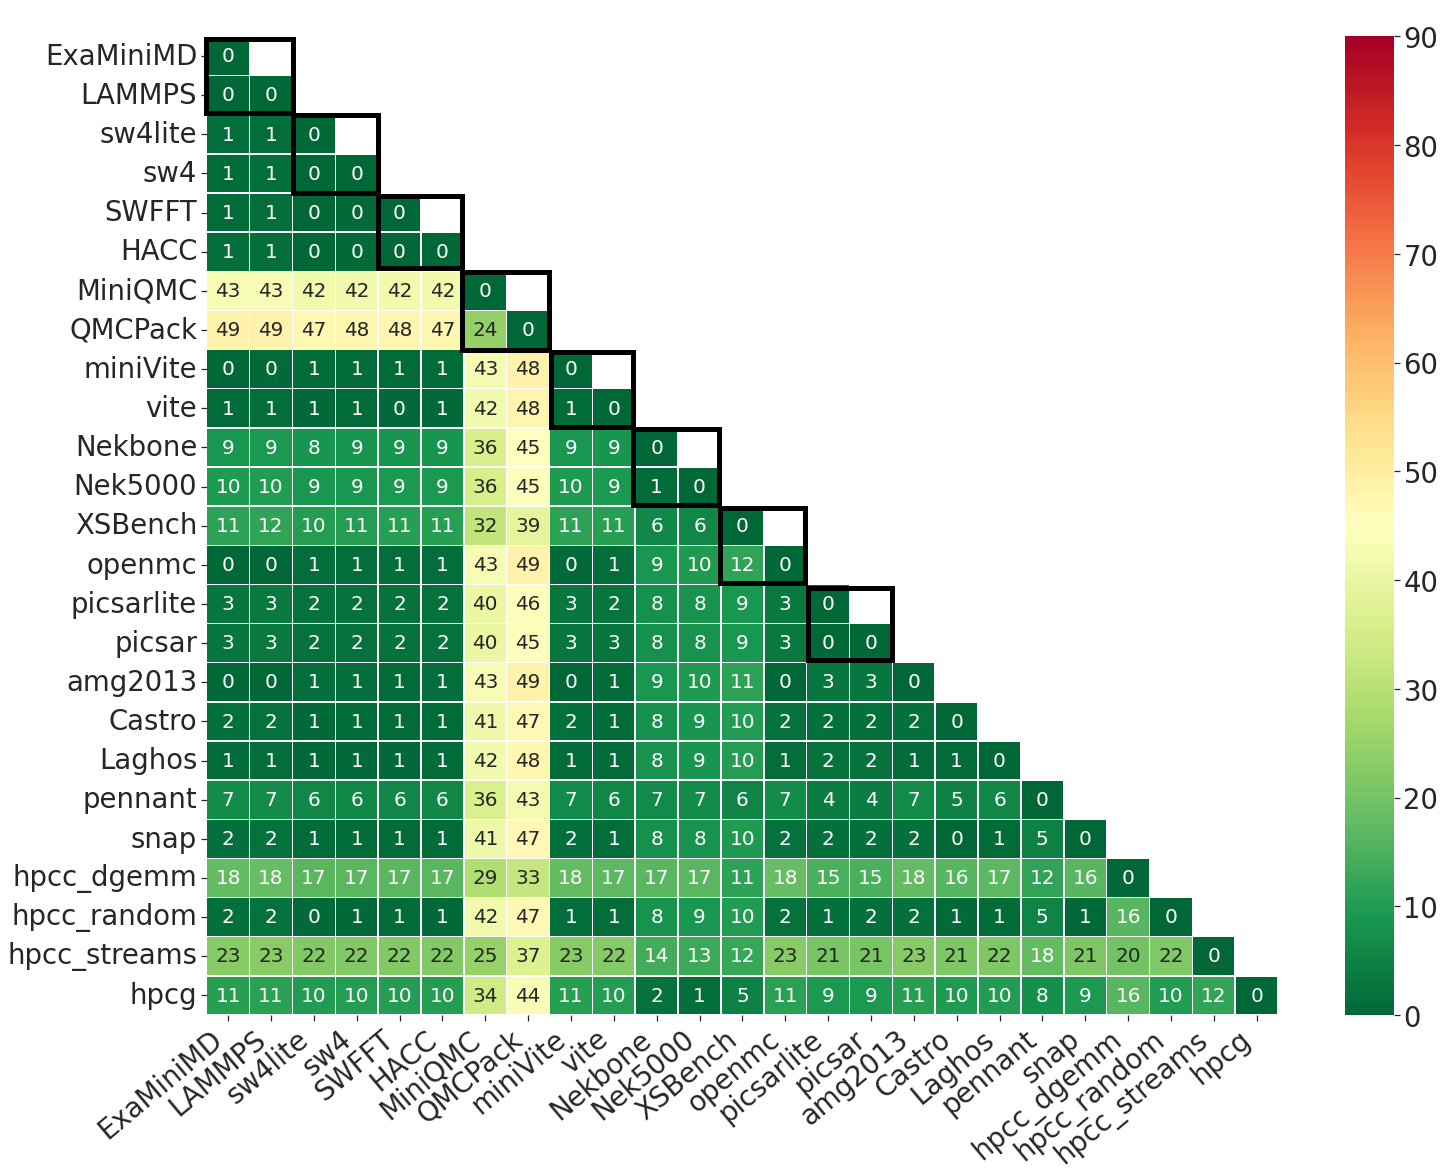 ExaMiniMD 0 90
LAMMPS 0 0
sw4lite 1 1 0 80
sw4 1 1 0 0
SWFFT 1 1 0 0 0
HACC 1 1 0 0 0 0 70
MiniQMC 43 43 42 42 42 42 0
QMCPack 49 49 47 48 48 47 24 0 60
miniVite 0 0 1 1 1 1 43 48 0
vite 1 1 1 1 0 1 42 48 1 0
Nekbone 9 9 8 9 9 9 36 45 9 9 0 50
Nek5000 10 10 9 9 9 9 36 45 10 9 1 0
XSBench 11 12 10 11 11 11 32 39 11 11 6 6 0
openmc 0 0 1 1 1 1 43 49 0 1 9 10 12 0 40
picsarlite 3 3 2 2 2 2 40 46 3 2 8 8 9 3 0
picsar 3 3 2 2 2 2 40 45 3 3 8 8 9 3 0 0
amg2013 0 0 1 1 1 1 43 49 0 1 9 10 11 0 3 3 0 30
Castro 2 2 1 1 1 1 41 47 2 1 8 9 10 2 2 2 2 0
Laghos 1 1 1 1 1 1 42 48 1 1 8 9 10 1 2 2 1 1 0
pennant 7 7 6 6 6 6 36 43 7 6 7 7 6 7 4 4 7 5 6 0 20
snap 2 2 1 1 1 1 41 47 2 1 8 8 10 2 2 2 2 0 1 5 0
hpcc_dgemm 18 18 17 17 17 17 29 33 18 17 17 17 11 18 15 15 18 16 17 12 16 0
hpcc_random 2 2 0 1 1 1 42 47 1 1 8 9 10 2 1 2 2 1 1 5 1 16 0 10
hpcc_streams 23 23 22 22 22 22 25 37 23 22 14 13 12 23 21 21 23 21 22 18 21 20 22 0
hpcg 11 11 10 10 10 10 34 44 11 10 2 1 5 11 9 9 11 10 10 8 9 16 10 12 0 0
ExaMiniMD
LAMMPS
sw4lite
sw4
SWFFT
HACC
MiniQMC
QMCPack
miniVite
vite
Nekbone
Nek5000
XSBench
openmc
picsarlite
picsar
amg2013
Castro
Laghos
pennant
snap
hpcc_dgemm
hpcc_random
hpcc_streams
hpcg